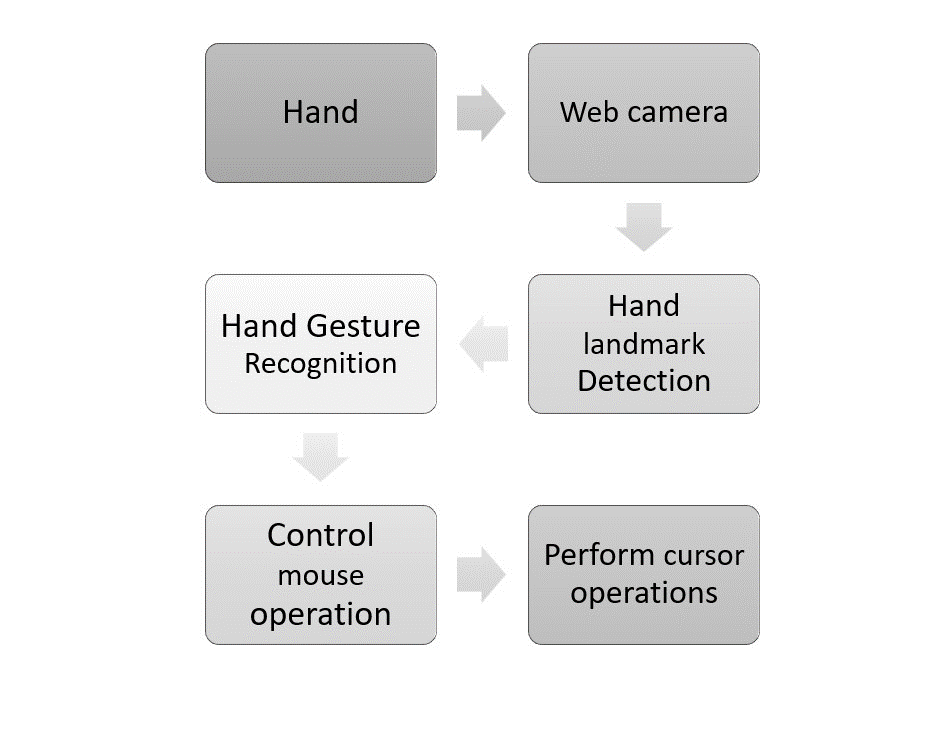 Hand
Web camera
Hand
landmark
Detection
Hand Gesture
Recognition
Control
mouse
operation
Perform cursor
operations